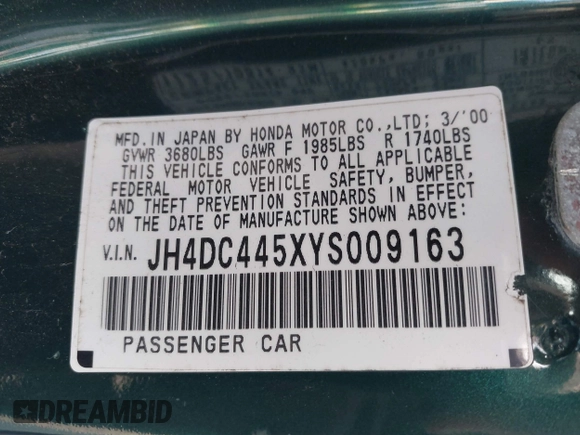 MFD. IN JAPAN BY HONDA MOTOR CO.,LTD; 3/'00
GVWR 3680LBS GAWR F 1985LBS R 1740LBS
THIS VEHICLE CONFORMS TO ALL APPLICABLE
FEDERAL MOTOR VEHICLE SAFETY, BUMPER,
AND THEFT PREVENTION STANDARDS IN EFFECT
ON THE DATE OF MANUFACTURE SHOWN ABOVE:
V.I.N. JH4DC445XYS009163
PASSENGER CAR
DREAMBID